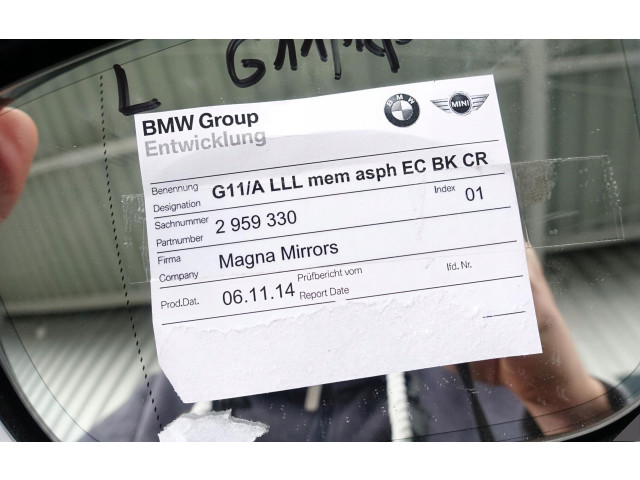 L G11/
BMW
MINI
BMW Group
Entwicklung
Benennung
Designation G11/A LLL mem asph EC BK CR
Sachnummer
Partnumber 2 959 330 Index 01
Firma
Company Magna Mirrors
Prod.Dat. 06.11.14 Prüfbericht vom
Report Date lfd. Nr.